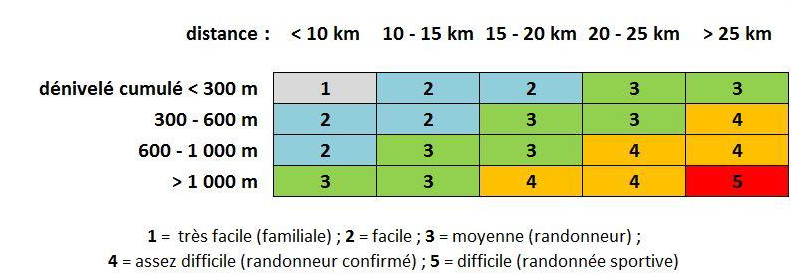 distance : < 10 km 10 - 15 km 15 - 20 km 20 - 25 km > 25 km
dénivelé cumulé < 300 m 1 2 2 3 3
300 - 600 m 2 2 3 3 4
600 - 1 000 m 2 3 3 4 4
> 1 000 m 3 3 4 4 5
1 = très facile (familiale) ; 2 = facile ; 3 = moyenne (randonneur) ;
4 = assez difficile (randonneur confirmé) ; 5 = difficile (randonnée sportive)